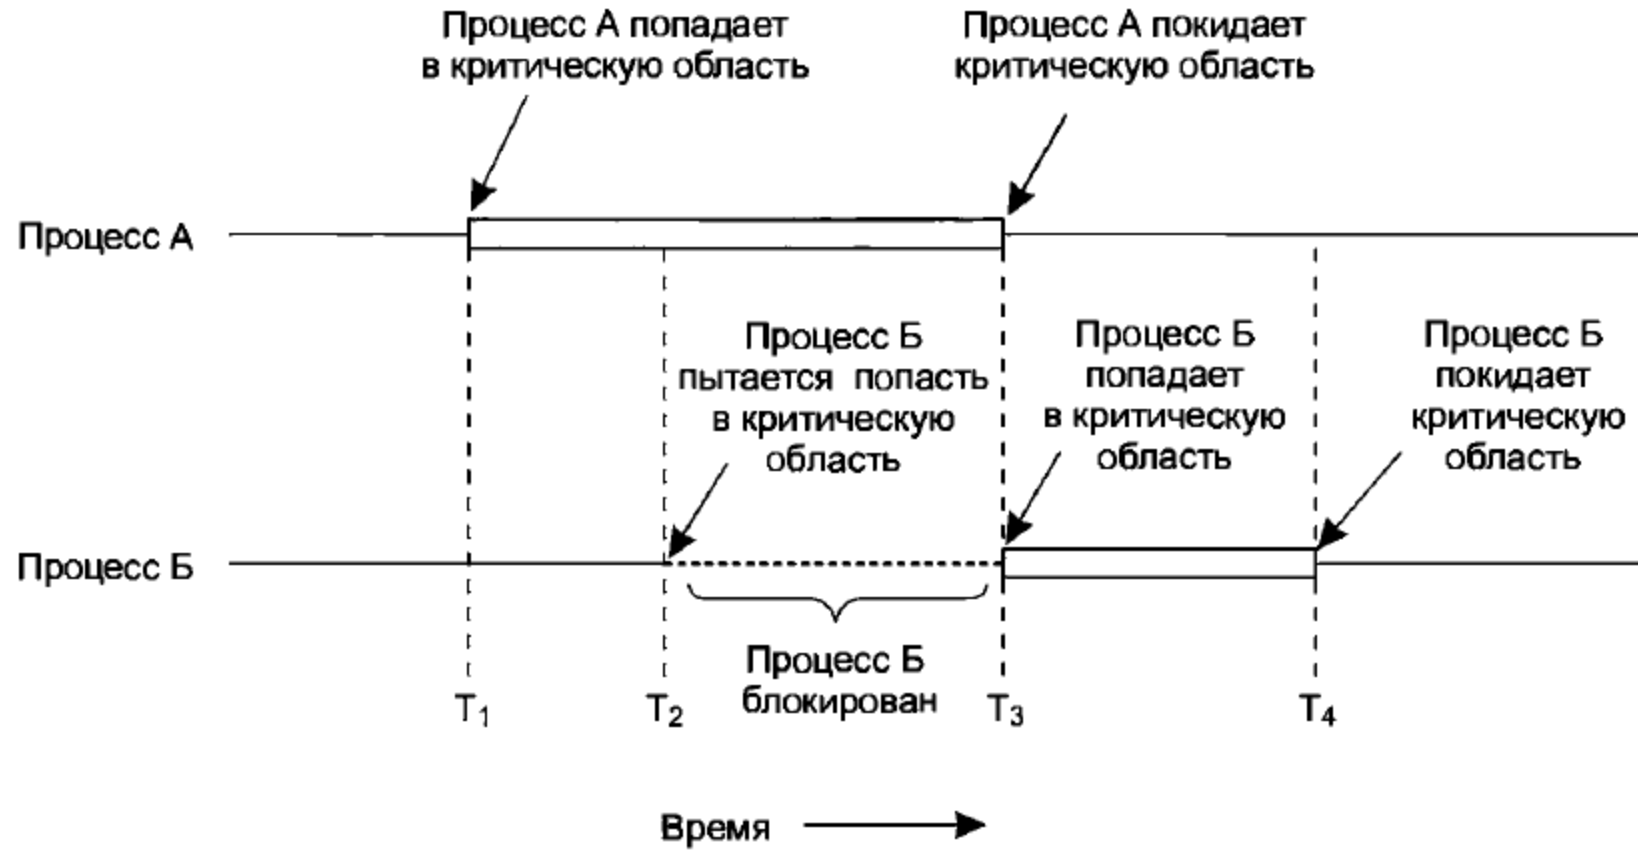 Процесс А попадает
в критическую область
Процесс А покидает
критическую область
Процесс А
Процесс Б
пытается попасть
в критическую
область
Процесс Б
попадает
в критическую
область
Процесс Б
покидает
критическую
область
Процесс Б
Процесс Б
блокирован
T1
T2
T3
T4
Время